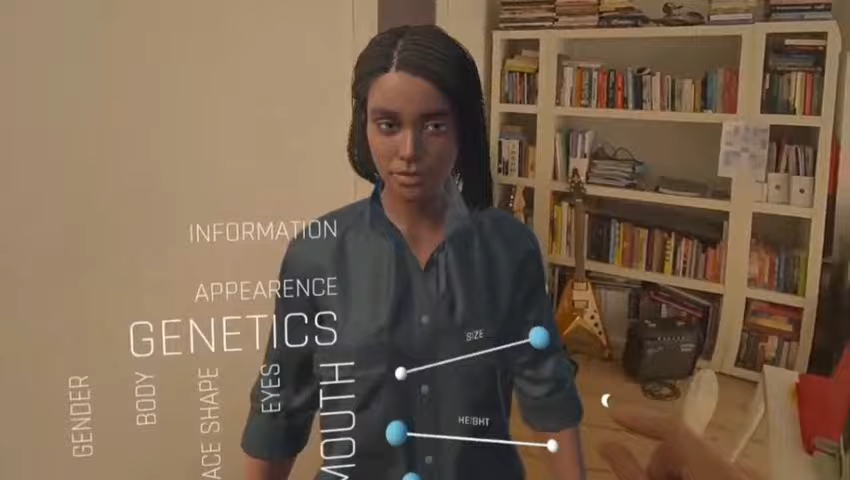 INFORMATION
APPEARENCE
GENETICS
GENDER
BODY
ACE SHAPE
EYES
MOUTH
SIZE
HEIGHT